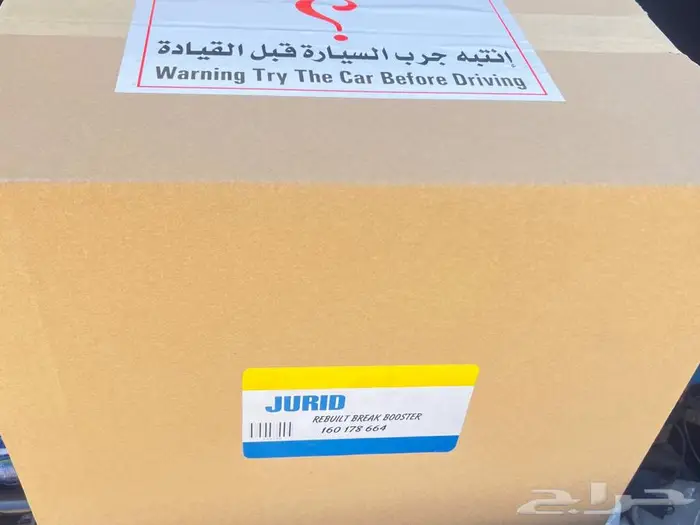 ؟
إنتبه جرب السيارة قبل القيادة
Warning Try The Car Before Driving
JURID
REBUILT BREAK BOOSTER
160 178 664
حراج